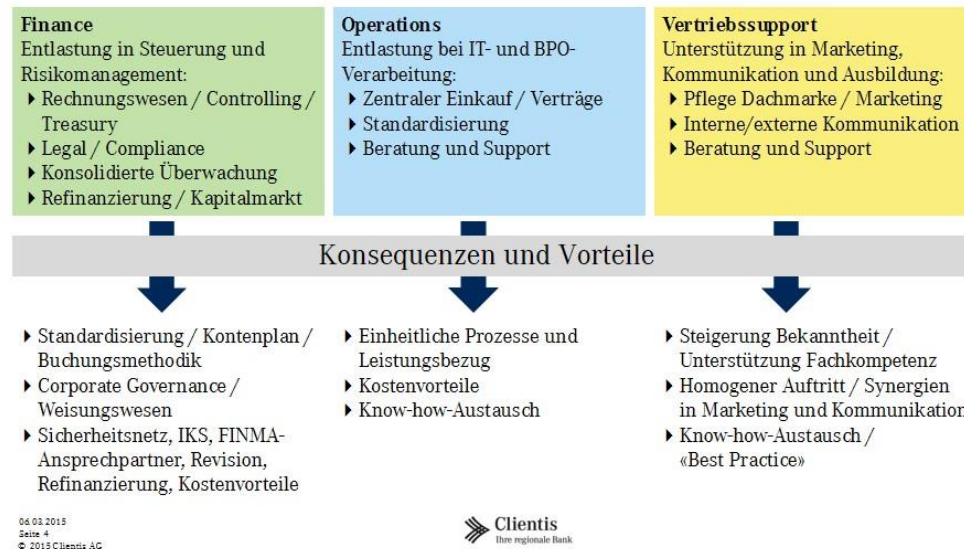 Finance
Entlastung in Steuerung und
Risikomanagement:
Rechnungswesen / Controlling /
Treasury
Legal / Compliance
Konsolidierte Überwachung
Refinanzierung / Kapitalmarkt
Operations
Entlastung bei IT- und BPO-
Verarbeitung:
Zentraler Einkauf / Verträge
Standardisierung
Beratung und Support
Vertriebssupport
Unterstützung in Marketing,
Kommunikation und Ausbildung:
Pflege Dachmarke / Marketing
Interne/externe Kommunikation
Beratung und Support
Konsequenzen und Vorteile
Standardisierung / Kontenplan /
Buchungsmethodik
Corporate Governance /
Weisungswesen
Sicherheitsnetz, IKS, FINMA-
Ansprechpartner, Revision,
Refinanzierung, Kostenvorteile
Einheitliche Prozesse und
Leistungsbezug
Kostenvorteile
Know-how-Austausch
Steigerung Bekanntheit /
Unterstützung Fachkompetenz
Homogener Auftritt / Synergien
in Marketing und Kommunikation
Know-how-Austausch /
«Best Practice»
06.03.2015
Seite 4
© 2015 Clientis AG
Clientis
Ihre regionale Bank